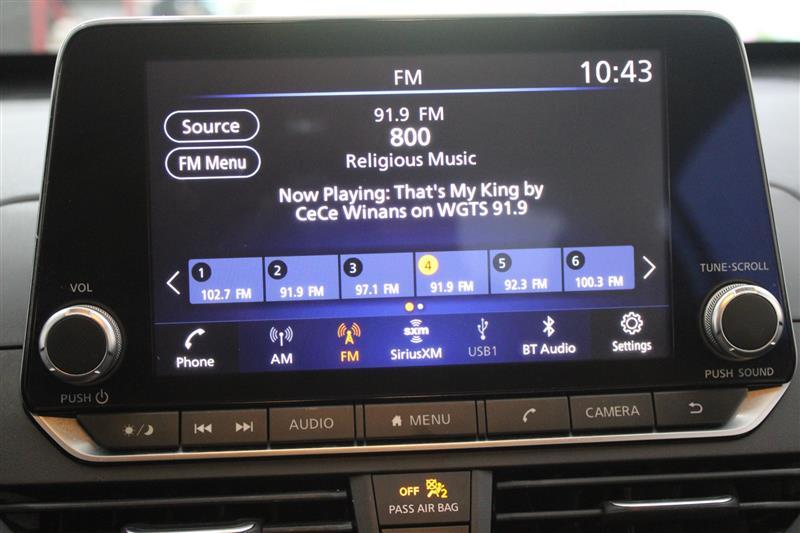 FM
10:43
91.9 FM
Source
800
FM Menu
Religious Music
Now Playing: That's My King by
CeCe Winans on WGTS 91.9
1 2 3 4 5 6
102.7 FM 91.9 FM 97.1 FM 91.9 FM 92.3 FM 100.3 FM
Phone AM FM sxm SiriusXM USB1 BT Audio Settings
VOL
PUSH
TUNE·SCROLL
PUSH SOUND
AUDIO MENU CAMERA
OFF 2
PASS AIR BAG